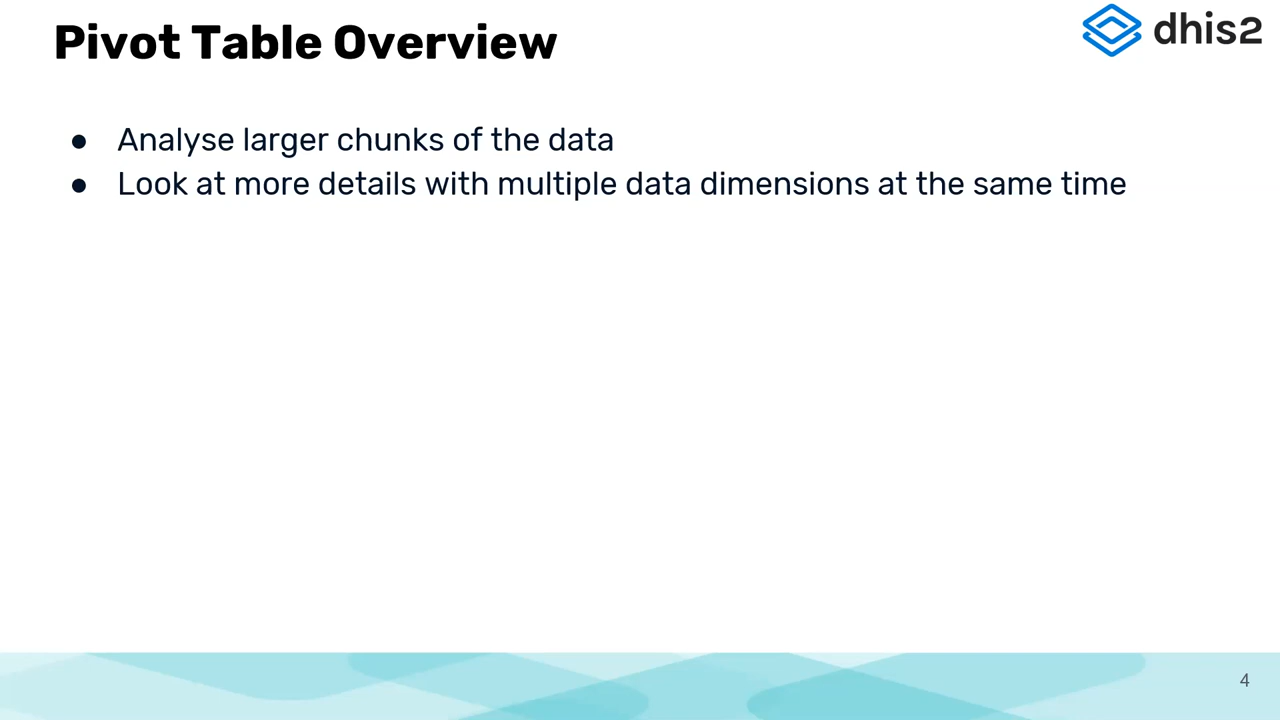 Pivot Table Overview
dhis2
● Analyse larger chunks of the data
● Look at more details with multiple data dimensions at the same time
4